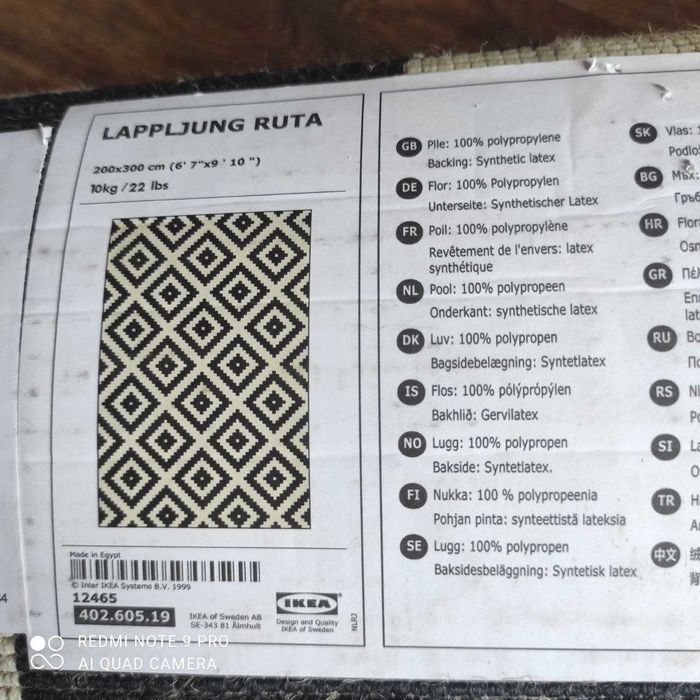 LAPPLJUNG RUTA
200x300 cm (6' 7"x9 ' 10 ")
10kg /22 lbs
Made in Egypt
© Inter IKEA Systems B.V. 1999
12465
402.605.19
IKEA of Sweden AB
SE-343 81 Älmhult
IKEA
Design and Quality
IKEA of Sweden
NLRJ
GB Pile: 100% polypropylene
Backing: Synthetic latex
DE Flor: 100% Polypropylen
Unterseite: Synthetischer Latex
FR Poil: 100% polypropylène
Revêtement de l'envers: latex
synthétique
NL Pool: 100% polypropeen
Onderkant: synthetische latex
DK Luv: 100% polypropen
Bagsidebelægning: Syntetlatex
IS Flos: 100% pólýprópýlen
Bakhlið: Gervilatex
NO Lugg: 100% polypropen
Bakside: Syntetlatex.
FI Nukka: 100 % polypropeenia
Pohjan pinta: synteettistä lateksia
SE Lugg: 100% polypropen
Baksidesbeläggning: Syntetisk latex
SK Vlas:
BG Мъх:
HR
GR
RU
RS
SI
TR
中文
REDMI NOTE 9 PRO
AI QUAD CAMERA